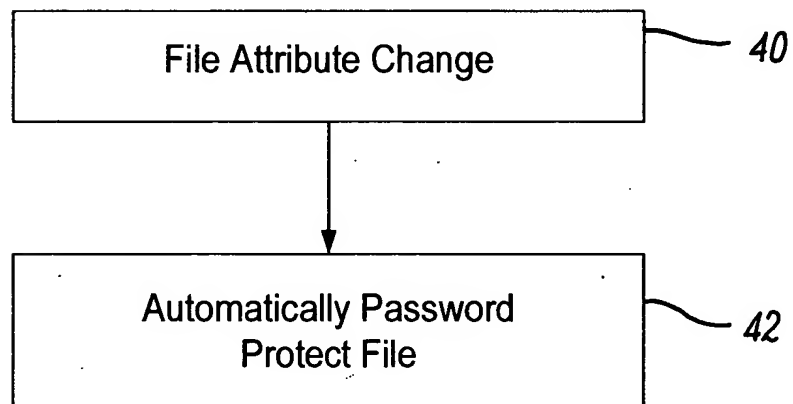 File Attribute Change
40
Automatically Password
Protect File
42